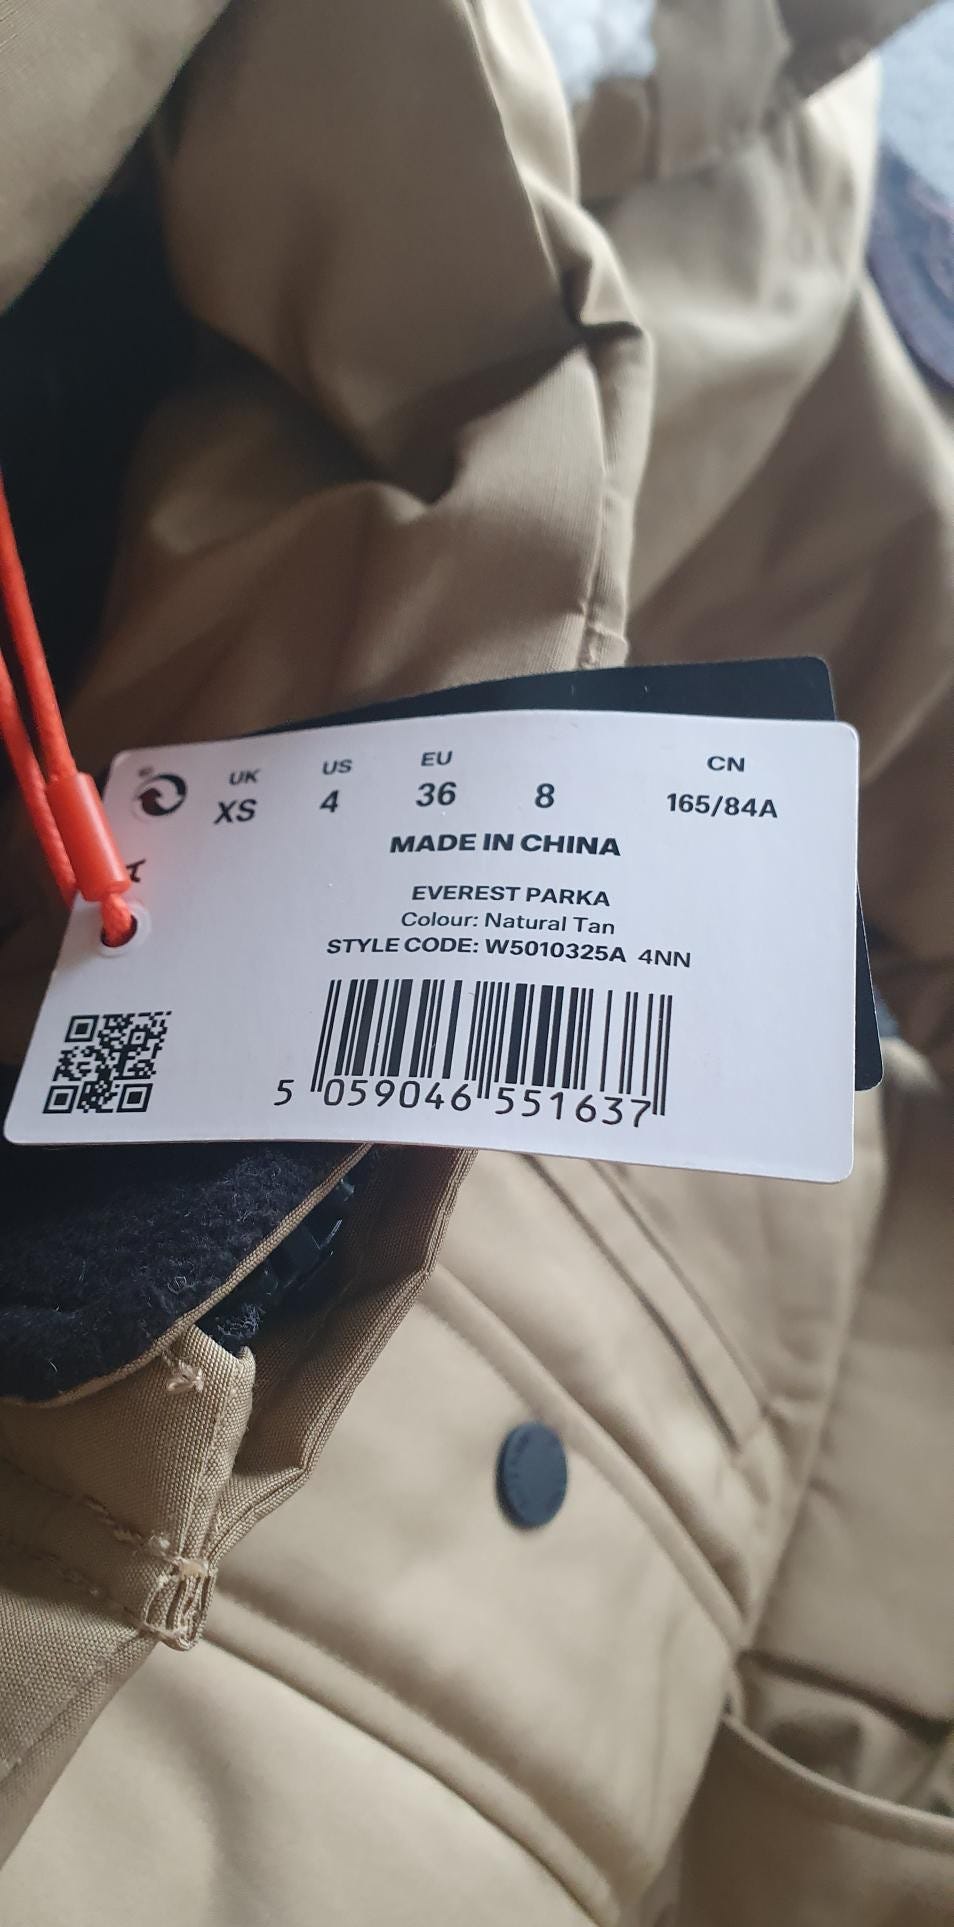 UK US EU CN
XS 4 36 8 165/84A
MADE IN CHINA
EVEREST PARKA
Colour: Natural Tan
STYLE CODE: W5010325A 4NN
5 059046 551637